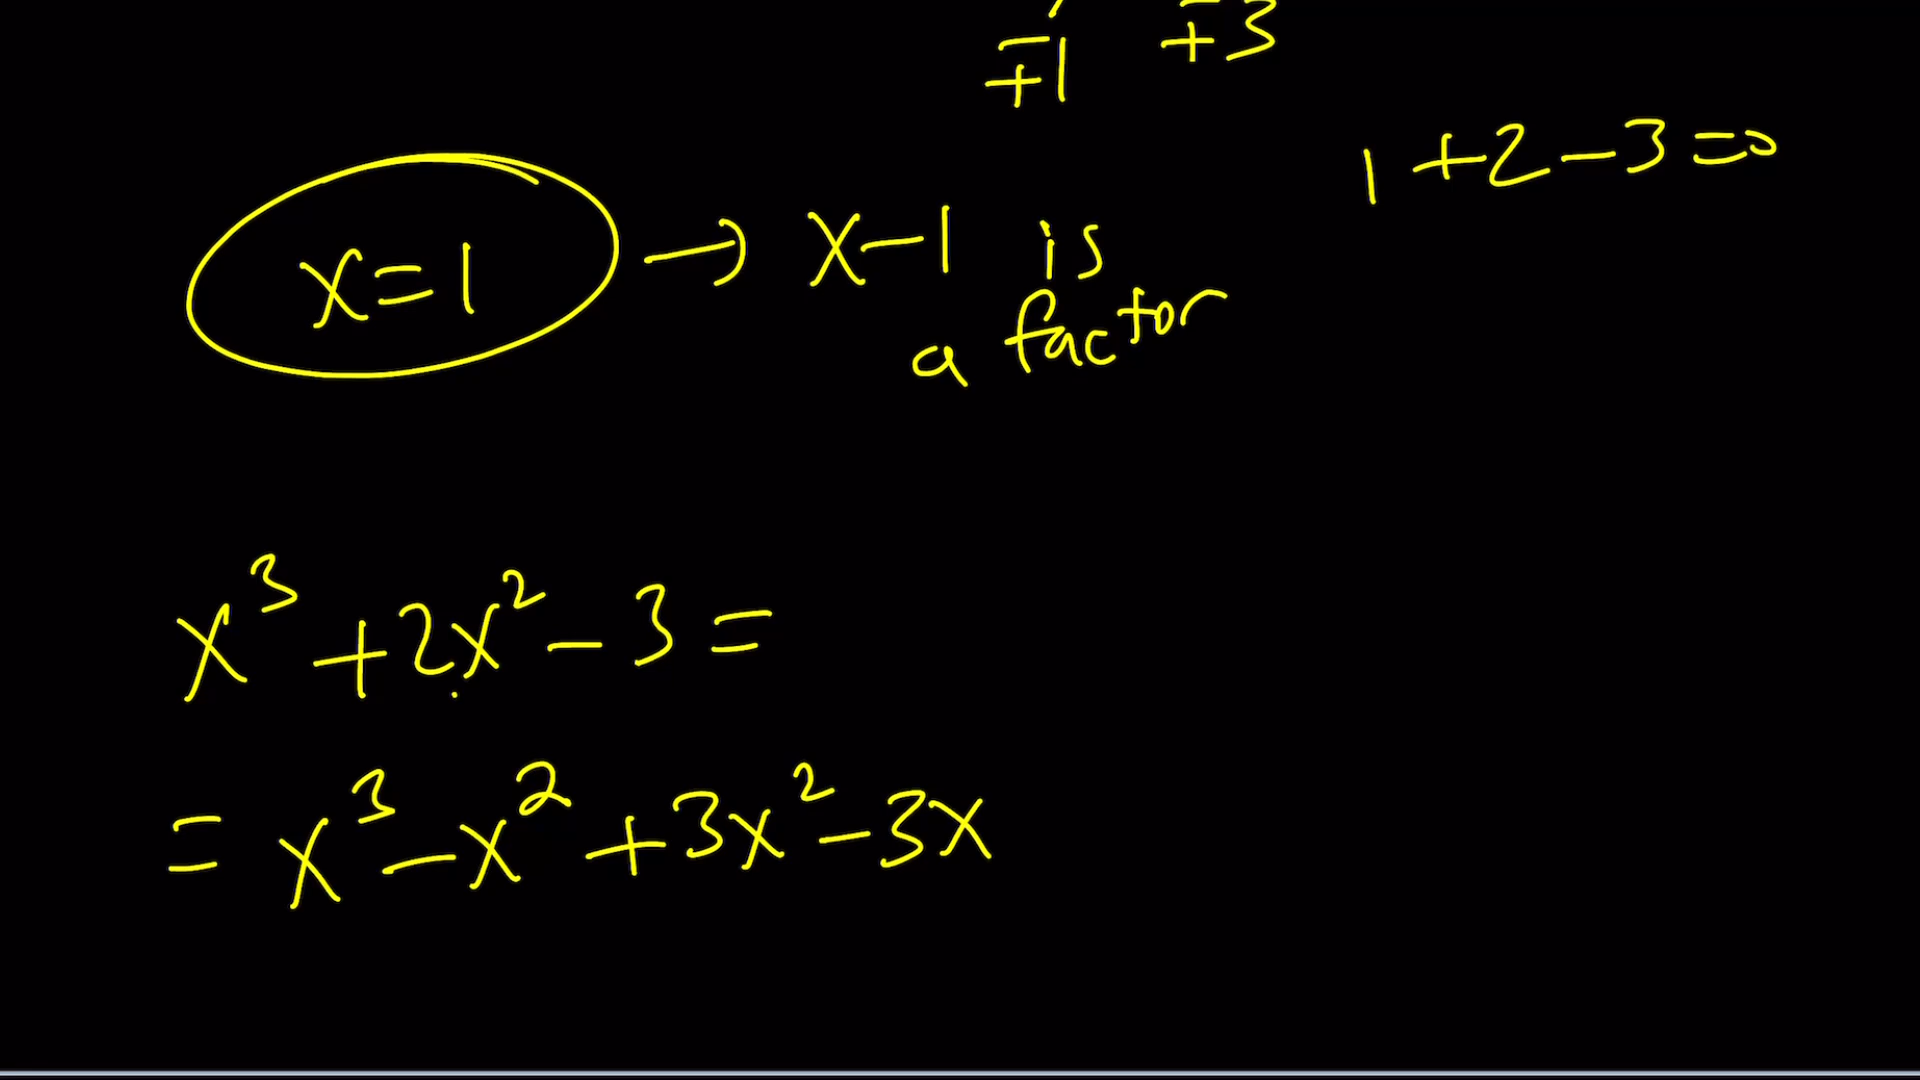 ∓1 ∓3
1+2-3=0
x=1 → x-1 is
a factor
x³+2x²-3=
=x³-x²+3x²-3x